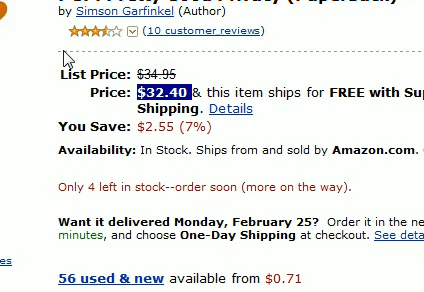 by Simson Garfinkel (Author)
(10 customer reviews)
List Price: $34.95
Price: $32.40 & this item ships for FREE with
Shipping. Details
You Save: $2.55 (7%)
Availability: In Stock. Ships from and sold by Amazon.com.
Only 4 left in stock--order soon (more on the way).
Want it delivered Monday, February 25? Order it in the
minutes, and choose One-Day Shipping at checkout. See
56 used & new available from $0.71